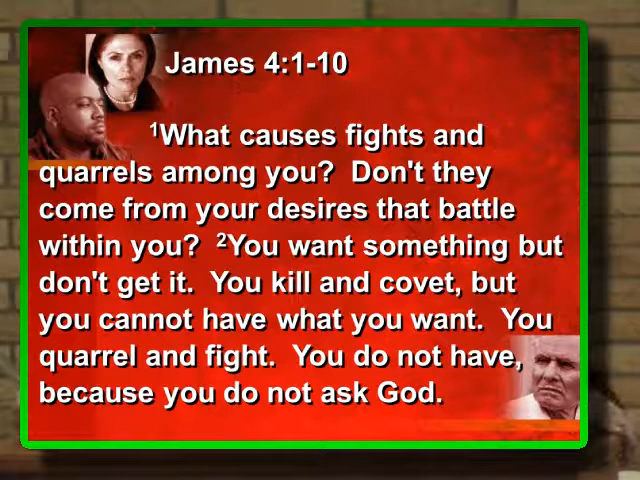 James 4:1-10
¹What causes fights and
quarrels among you? Don't they
come from your desires that battle
within you? ²You want something but
don't get it. You kill and covet, but
you cannot have what you want. You
quarrel and fight. You do not have,
because you do not ask God.